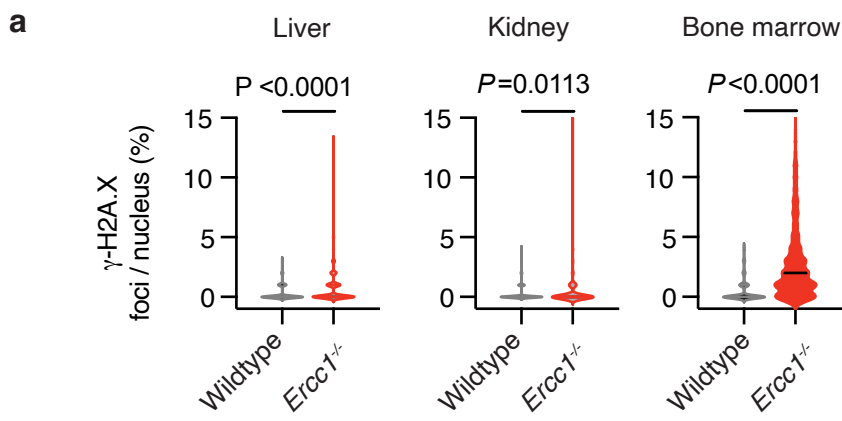 a
Liver
Kidney
Bone marrow
P <0.0001
P=0.0113
P<0.0001
γ-H2A.X
foci / nucleus (%)
15
10
5
0
15
10
5
0
15
10
5
0
Wildtype
Ercc1-/-
Wildtype
Ercc1-/-
Wildtype
Ercc1-/-